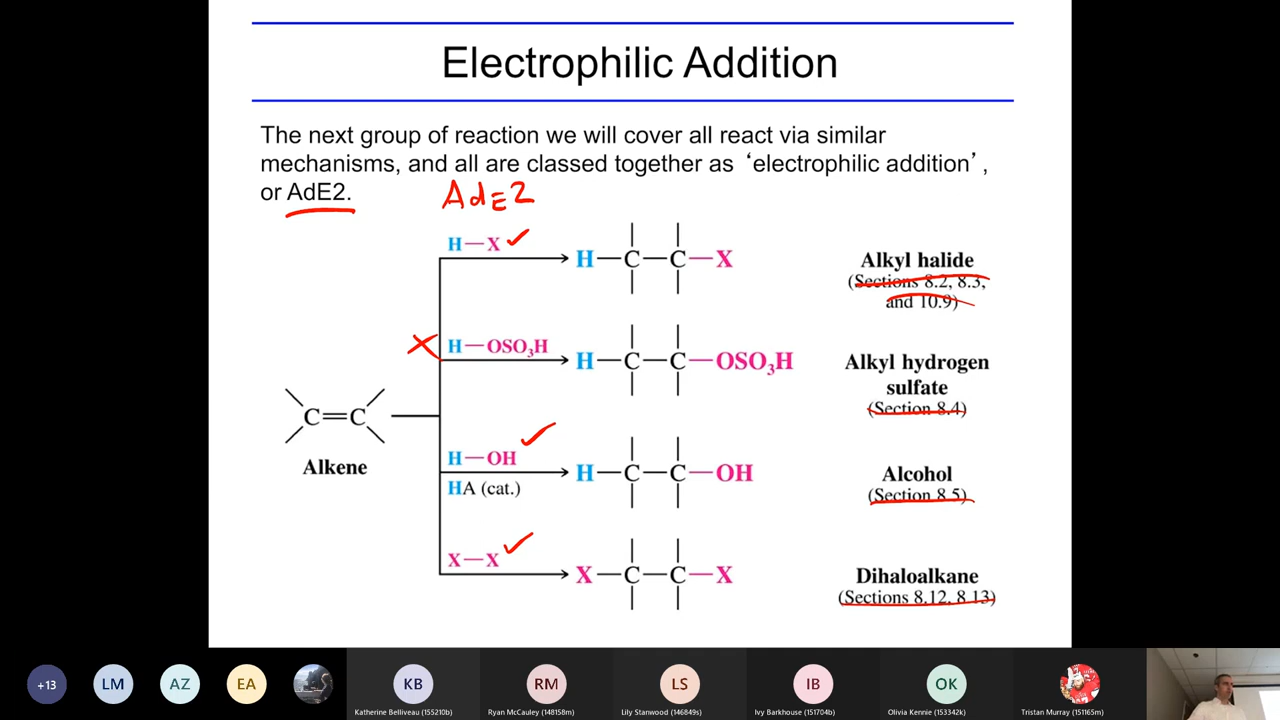 Electrophilic Addition
The next group of reaction we will cover all react via similar
mechanisms, and all are classed together as ‘electrophilic addition’,
or AdE2.
AdE2
H—X
H—C—C—X
Alkyl halide
(Sections 8.2, 8.3,
and 10.9)
H—OSO₃H
H—C—C—OSO₃H
Alkyl hydrogen
sulfate
(Section 8.4)
C=C
Alkene
H—OH
HA (cat.)
H—C—C—OH
Alcohol
(Section 8.5)
X—X
X—C—C—X
Dihaloalkane
(Sections 8.12, 8.13)
+13
LM
AZ
EA
KB
Katherine Belliveau (155210b)
RM
Ryan McCauley (148158m)
LS
Lily Stanwood (146849s)
IB
Ivy Barkhouse (151704b)
OK
Olivia Kennie (153342k)
Tristan Murray (151165m)